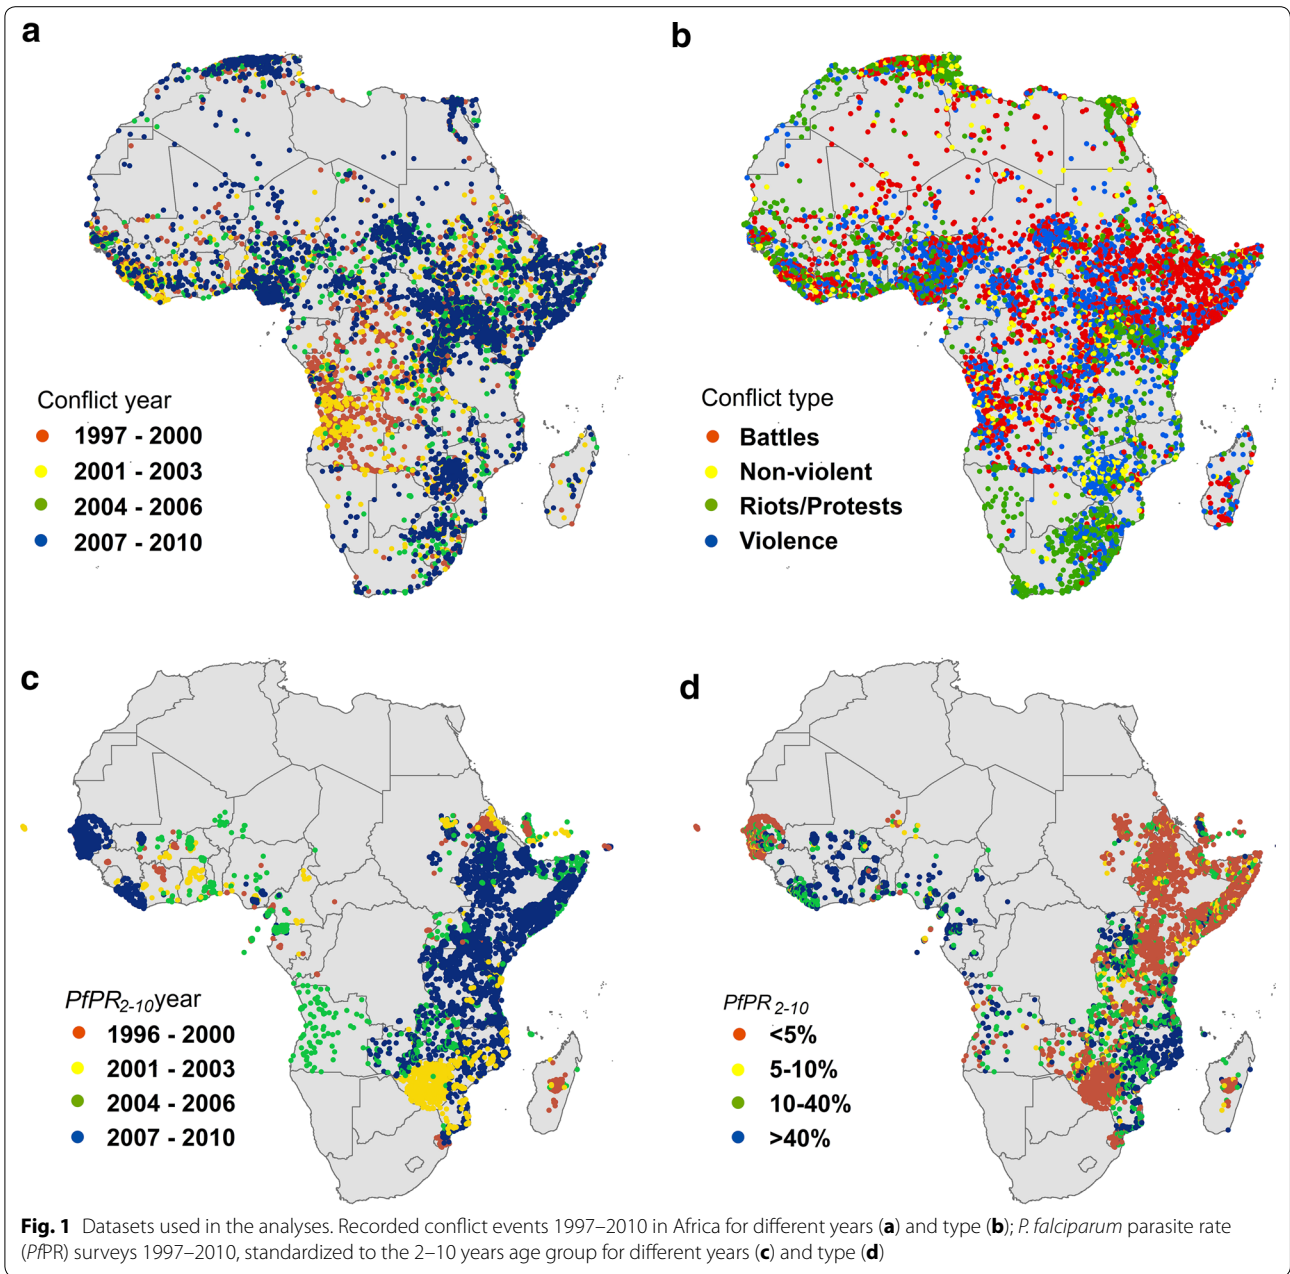 a
b
Conflict year
1997 - 2000
2001 - 2003
2004 - 2006
2007 - 2010
Conflict type
Battles
Non-violent
Riots/Protests
Violence
c
d
PfPR2-10year
1996 - 2000
2001 - 2003
2004 - 2006
2007 - 2010
PfPR 2-10
<5%
5-10%
10-40%
>40%
Fig. 1 Datasets used in the analyses. Recorded conflict events 1997–2010 in Africa for different years (a) and type (b); P. falciparum parasite rate
(PfPR) surveys 1997–2010, standardized to the 2–10 years age group for different years (c) and type (d)